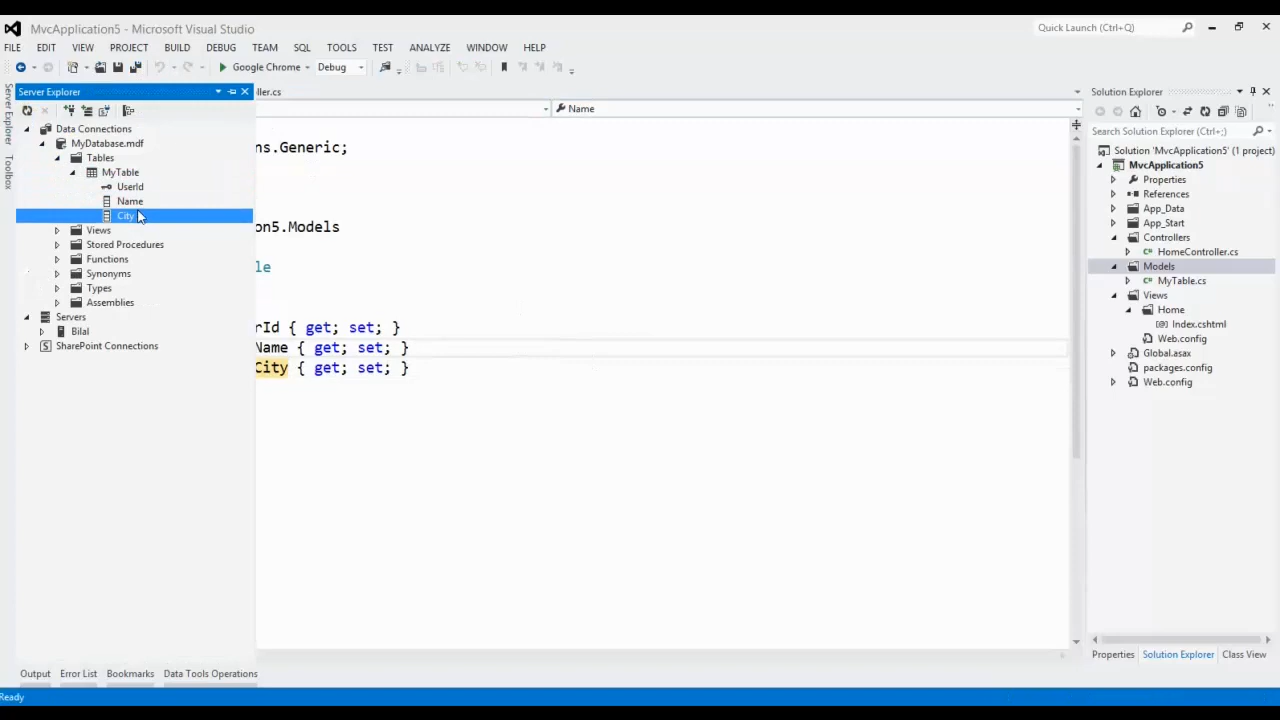 MvcApplication5 - Microsoft Visual Studio
Quick Launch (Ctrl+Q)
FILE EDIT VIEW PROJECT BUILD DEBUG TEAM SQL TOOLS TEST ANALYZE WINDOW HELP
Google Chrome Debug
Server Explorer
Toolbox
Server Explorer
Data Connections
MyDatabase.mdf
Tables
MyTable
UserId
Name
City
Views
Stored Procedures
Functions
Synonyms
Types
Assemblies
Servers
Bilal
SharePoint Connections
ller.cs
Name
ns.Generic;
on5.Models
le
rId { get; set; }
Name { get; set; }
City { get; set; }
Solution Explorer
Search Solution Explorer (Ctrl+;)
Solution 'MvcApplication5' (1 project)
MvcApplication5
Properties
References
App_Data
App_Start
Controllers
HomeController.cs
Models
MyTable.cs
Views
Home
Index.cshtml
Web.config
Global.asax
packages.config
Web.config
Properties Solution Explorer Class View
Output Error List Bookmarks Data Tools Operations
Ready